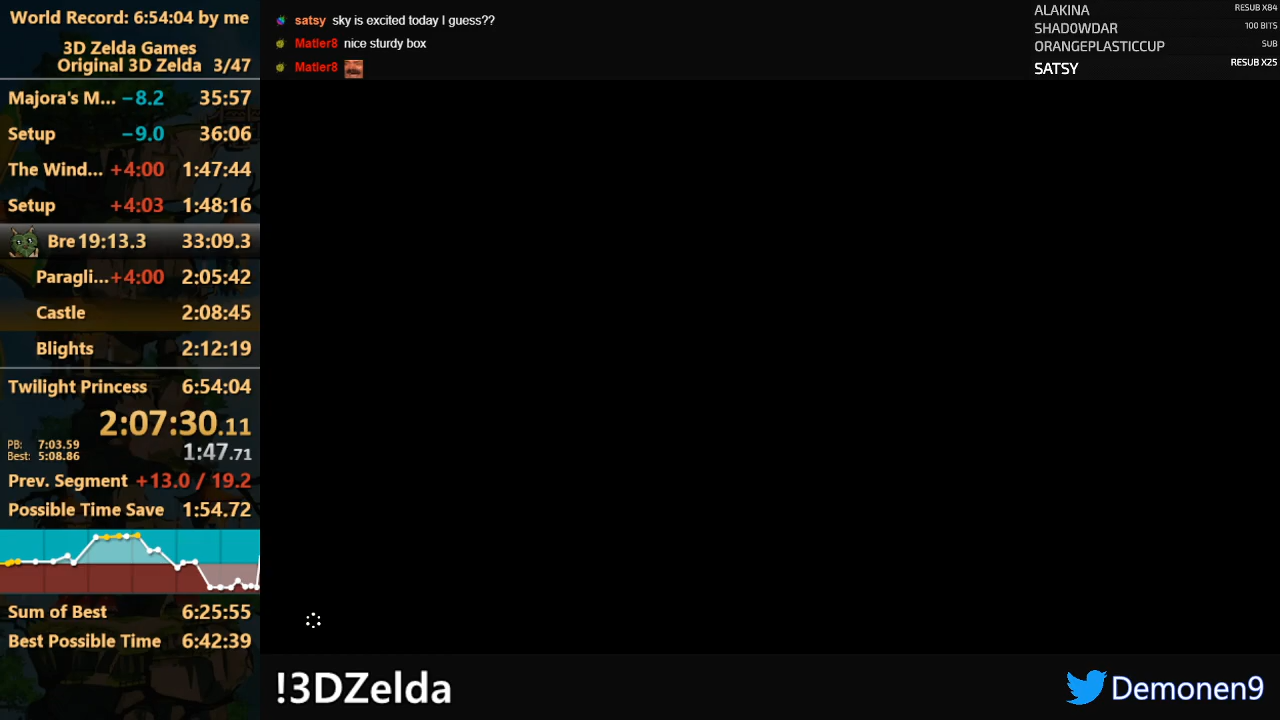 World Record: 6:54:04 by me
3D Zelda Games
Original 3D Zelda 3/47
Majora's M... −8.2 35:57
Setup −9.0 36:06
The Wind... +4:00 1:47:44
Setup +4:03 1:48:16
Bre 19:13.3 33:09.3
Paragli... +4:00 2:05:42
Castle 2:08:45
Blights 2:12:19
Twilight Princess 6:54:04
2:07:30.11
PB: 7:03.59
Best: 5:08.86
1:47.71
Prev. Segment +13.0 / 19.2
Possible Time Save 1:54.72
Sum of Best 6:25:55
Best Possible Time 6:42:39
satsy sky is excited today I guess??
Matler8 nice sturdy box
Matler8
ALAKINA RESUB X84
SHADOWDAR 100 BITS
ORANGEPLASTICCUP SUB
SATSY RESUB X25
!3DZelda
Demonen9